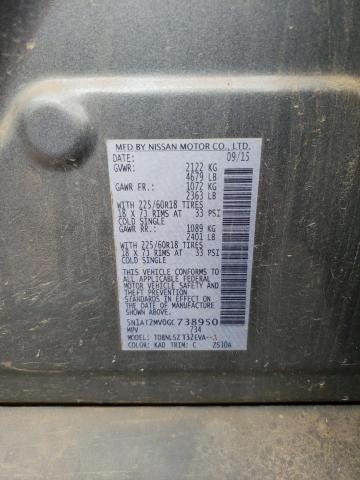 MFD BY NISSAN MOTOR CO., LTD.
DATE: 09/15
GVWR: 2122 KG
4679 LB
GAWR FR.: 1072 KG
2363 LB
WITH 225/60R18 TIRES
18 X 7J RIMS AT 33 PSI
COLD SINGLE
GAWR RR.: 1089 KG
2401 LB
WITH 225/60R18 TIRES
18 X 7J RIMS AT 33 PSI
COLD SINGLE
THIS VEHICLE CONFORMS TO ALL
APPLICABLE FEDERAL MOTOR
VEHICLE SAFETY AND BUMPER
STANDARDS IN EFFECT ON THE
DATE OF MANUFACTURE
SHOWN ABOVE.
5N1AT2MV0GC738950
MPV 734
MODEL:
COLOR: KAD TRIM: C